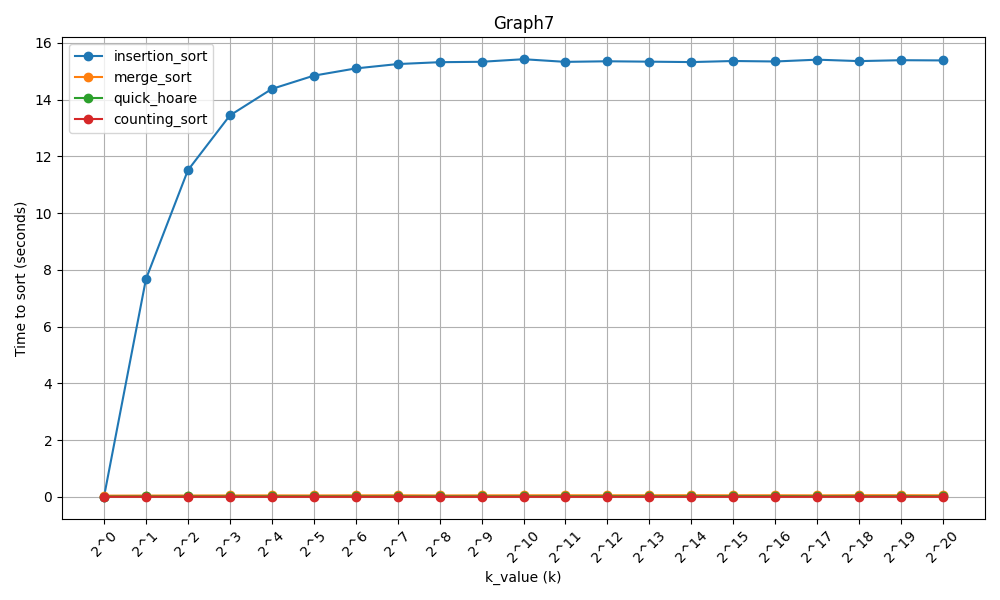 Graph7
insertion_sort
merge_sort
quick_hoare
counting_sort
Time to sort (seconds)
16
14
12
10
8
6
4
2
0
2^0 2^1 2^2 2^3 2^4 2^5 2^6 2^7 2^8 2^9 2^10 2^11 2^12 2^13 2^14 2^15 2^16 2^17 2^18 2^19 2^20
k_value (k)